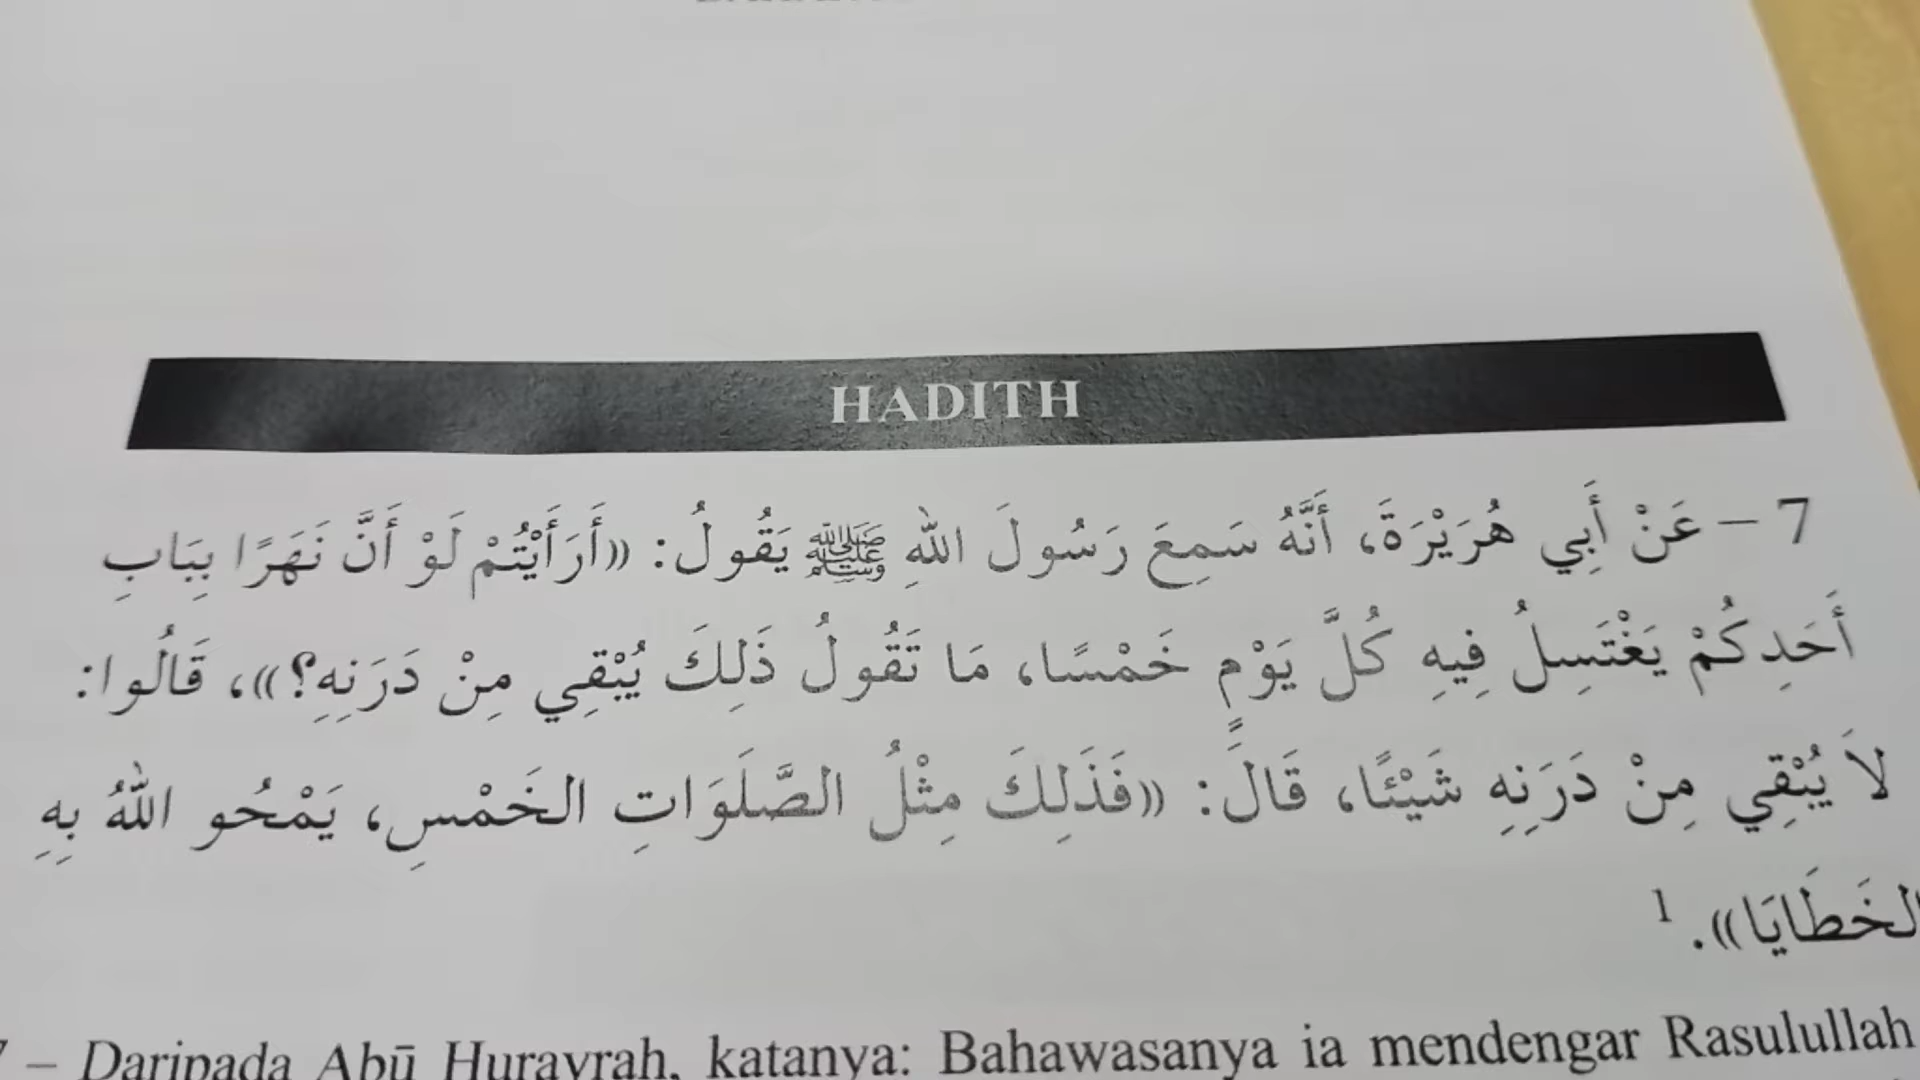 HADITH
7 – عَنْ أَبِي هُرَيْرَةَ، أَنَّهُ سَمِعَ رَسُولَ اللهِ ﷺ يَقُولُ: «أَرَأَيْتُمْ لَوْ أَنَّ نَهَرًا بِبَابِ
أَحَدِكُمْ يَغْتَسِلُ فِيهِ كُلَّ يَوْمٍ خَمْسًا، مَا تَقُولُ ذَلِكَ يُبْقِي مِنْ دَرَنِهِ؟»، قَالُوا:
لاَ يُبْقِي مِنْ دَرَنِهِ شَيْئًا، قَالَ: «فَذَلِكَ مِثْلُ الصَّلَوَاتِ الخَمْسِ، يَمْحُو اللهُ بِهِ
الخَطَايَا». 1
7 – Daripada Abū Hurayrah, katanya: Bahawasanya ia mendengar Rasulullah